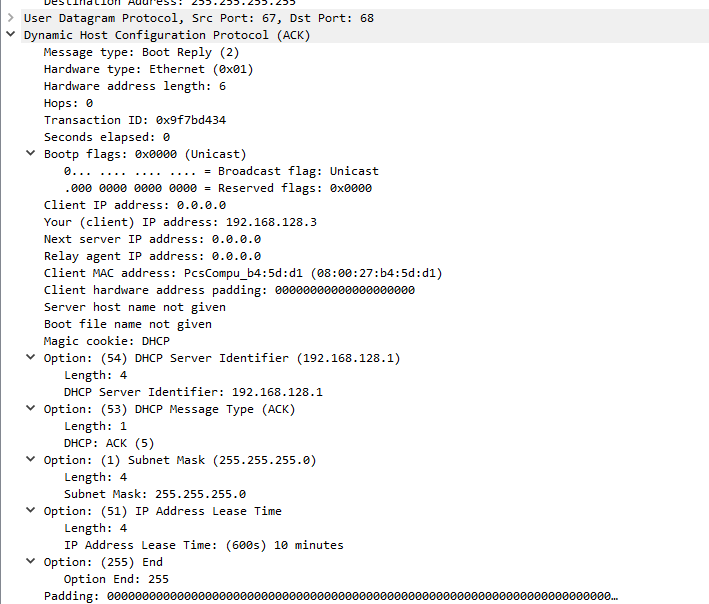 Destination Address: 255.255.255.255
User Datagram Protocol, Src Port: 67, Dst Port: 68
Dynamic Host Configuration Protocol (ACK)
Message type: Boot Reply (2)
Hardware type: Ethernet (0x01)
Hardware address length: 6
Hops: 0
Transaction ID: 0x9f7bd434
Seconds elapsed: 0
Bootp flags: 0x0000 (Unicast)
0... .... .... .... = Broadcast flag: Unicast
.000 0000 0000 0000 = Reserved flags: 0x0000
Client IP address: 0.0.0.0
Your (client) IP address: 192.168.128.3
Next server IP address: 0.0.0.0
Relay agent IP address: 0.0.0.0
Client MAC address: PcsCompu_b4:5d:d1 (08:00:27:b4:5d:d1)
Client hardware address padding: 00000000000000000000
Server host name not given
Boot file name not given
Magic cookie: DHCP
Option: (54) DHCP Server Identifier (192.168.128.1)
Length: 4
DHCP Server Identifier: 192.168.128.1
Option: (53) DHCP Message Type (ACK)
Length: 1
DHCP: ACK (5)
Option: (1) Subnet Mask (255.255.255.0)
Length: 4
Subnet Mask: 255.255.255.0
Option: (51) IP Address Lease Time
Length: 4
IP Address Lease Time: (600s) 10 minutes
Option: (255) End
Option End: 255
Padding: 000000000000000000000000000000000000000000000000000000000000000000000000…